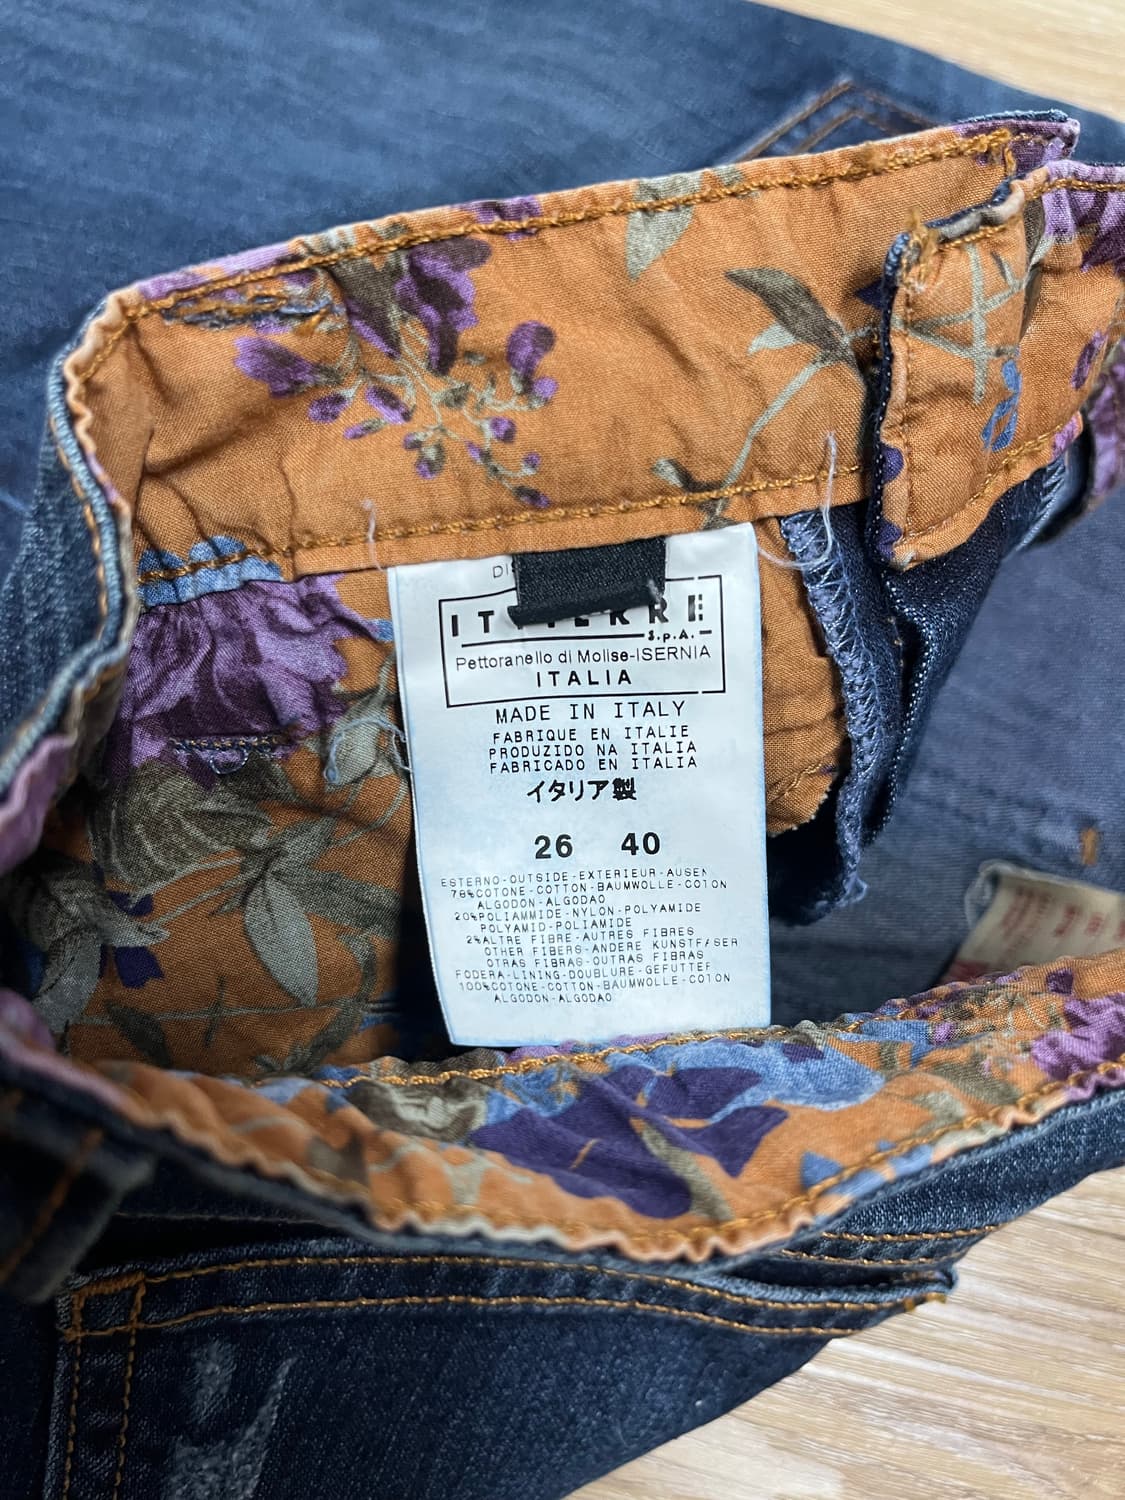 DI
ITTIERRE
S.p.A.
Pettoranello di Molise-ISERNIA
ITALIA
MADE IN ITALY
FABRIQUE EN ITALIE
PRODUZIDO NA ITALIA
FABRICADO EN ITALIA
イタリア製
26 40
ESTERNO-OUTSIDE-EXTERIEUR-AUSEN
78%COTONE-COTTON-BAUMWOLLE-COTON
ALGODON-ALGODAO
20%POLIAMMIDE-NYLON-POLYAMIDE
POLYAMID-POLIAMIDE
2%ALTRE FIBRE-AUTRES FIBRES
OTHER FIBERS-ANDERE KUNSTFASER
OTRAS FIBRAS-OUTRAS FIBRAS
FODERA-LINING-DOUBLURE-GEFUTTEF
100%COTONE-COTTON-BAUMWOLLE-COTON
ALGODON-ALGODAO